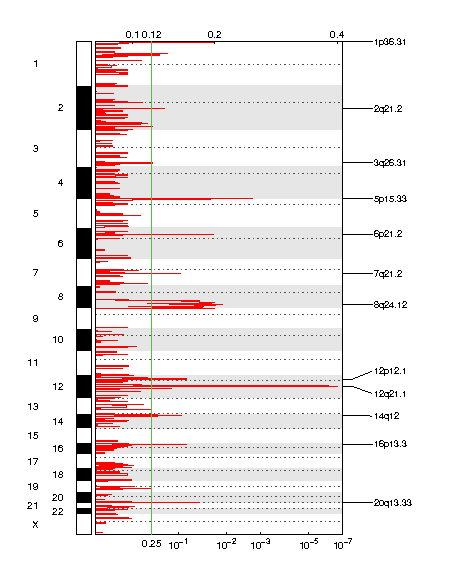 0.1 0.12 0.2 0.4
1p36.31
1
2 2q21.2
3
3q26.31
4
5p15.33
5
6p21.2
6
7 7q21.2
8 8q24.12
9
10
11
12p12.1
12
12q21.1
13
14 14q12
15
16 16p13.3
17
18
19
20 20q13.33
21
22
X
0.25 10⁻¹ 10⁻² 10⁻³ 10⁻⁵ 10⁻⁷